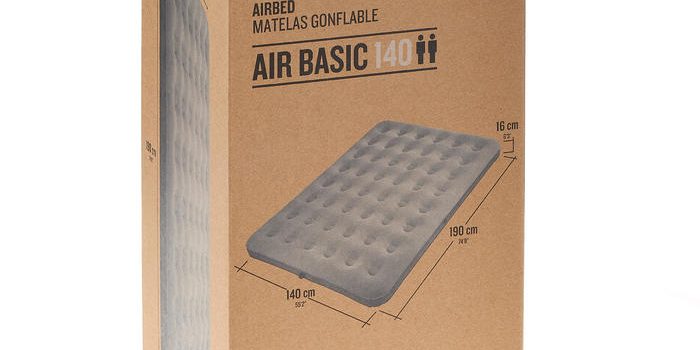 AIRBED
MATELAS GONFLABLE
AIR BASIC 140
16 cm
190 cm
140 cm